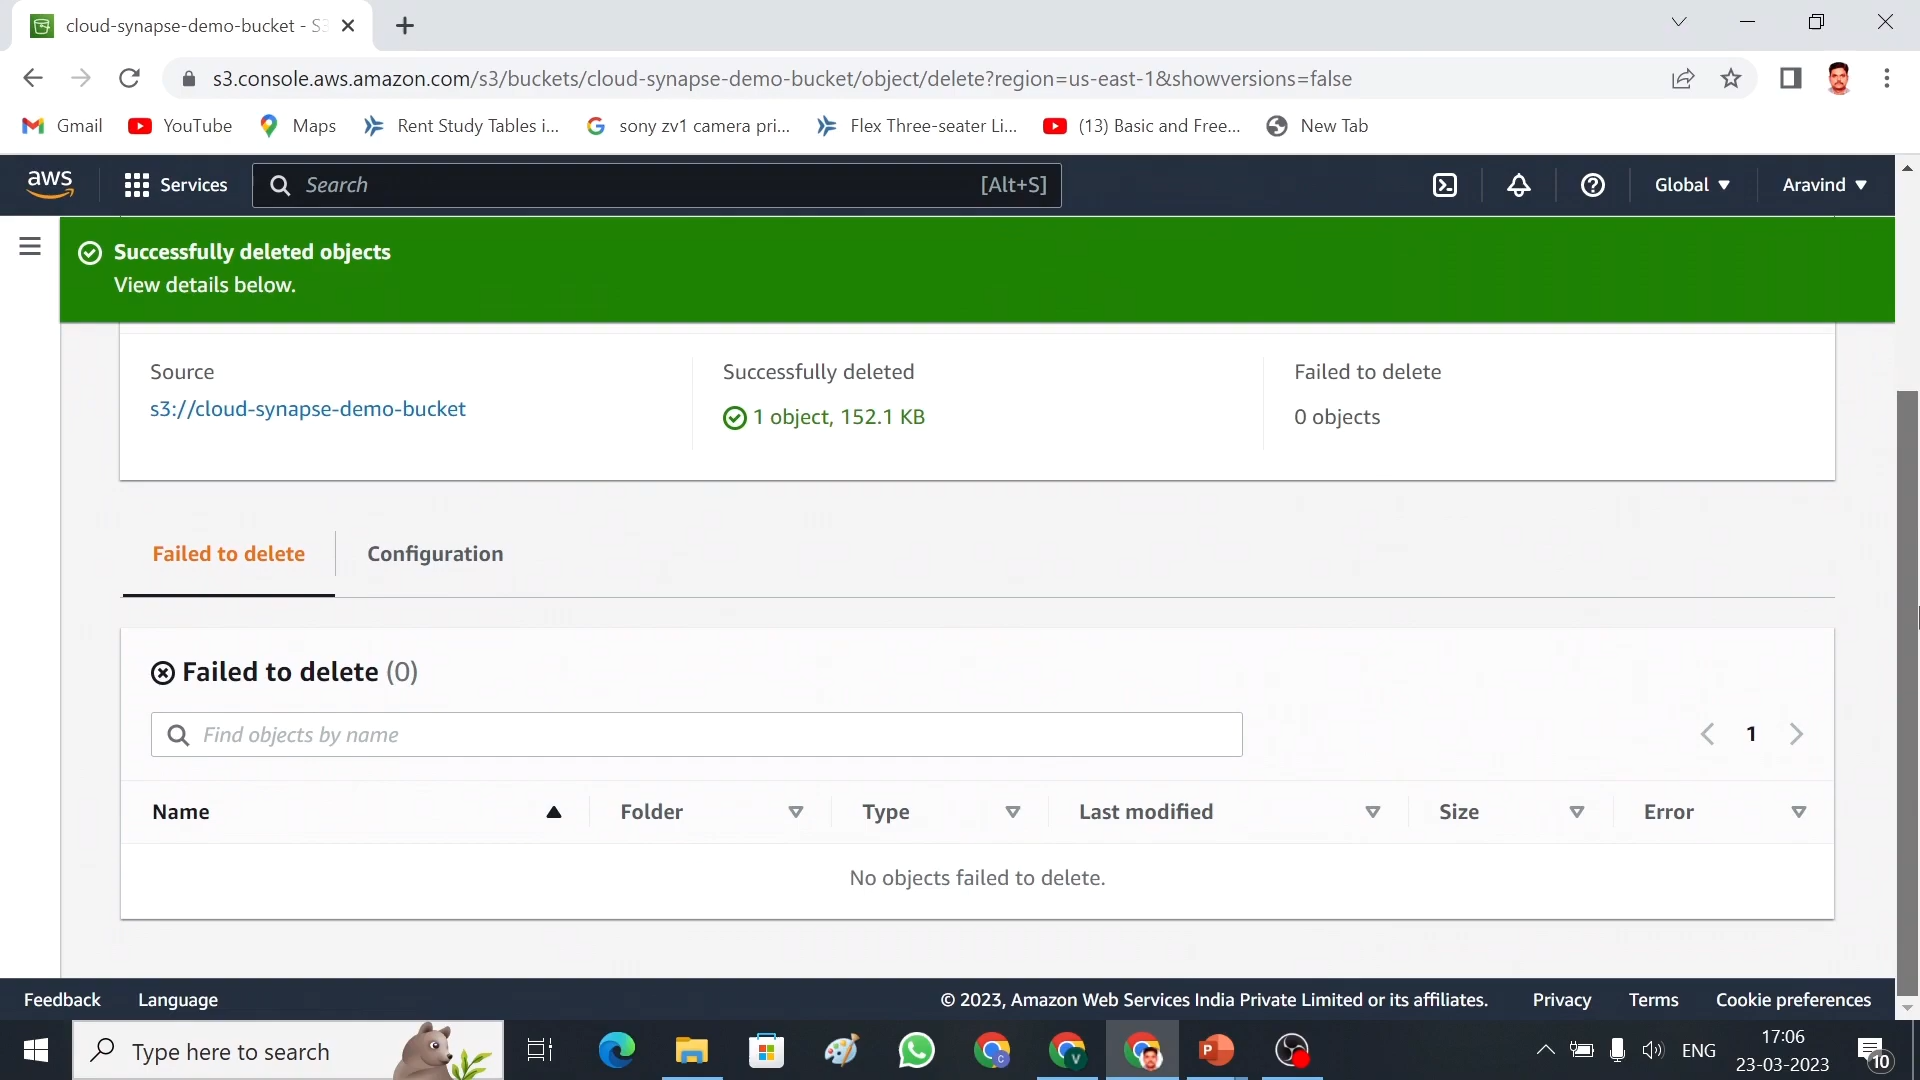 cloud-synapse-demo-bucket - S3
s3.console.aws.amazon.com/s3/buckets/cloud-synapse-demo-bucket/object/delete?region=us-east-1&showversions=false
Gmail YouTube Maps Rent Study Tables i... sony zv1 camera pri... Flex Three-seater Li... (13) Basic and Free... New Tab
aws Services Search [Alt+S] Global Aravind
Successfully deleted objects
View details below.
Source Successfully deleted Failed to delete
s3://cloud-synapse-demo-bucket 1 object, 152.1 KB 0 objects
Failed to delete Configuration
Failed to delete (0)
Find objects by name 1
Name Folder Type Last modified Size Error
No objects failed to delete.
Feedback Language © 2023, Amazon Web Services India Private Limited or its affiliates. Privacy Terms Cookie preferences
Type here to search ENG 17:06
23-03-2023 10